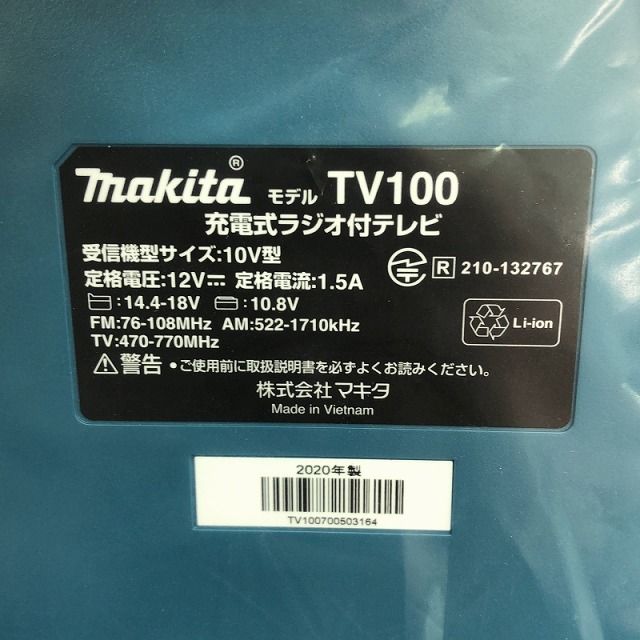 makita® モデル TV100
充電式ラジオ付テレビ
受信機型サイズ:10V型
定格電圧:12V⎓ 定格電流:1.5A
R 210-132767
:14.4-18V :10.8V
FM:76-108MHz AM:522-1710kHz
Li-ion
TV:470-770MHz
⚠警告 ・ご使用前に取扱説明書を必ずよくお読みください。
株式会社マキタ
Made in Vietnam
2020年製
TV100700503164